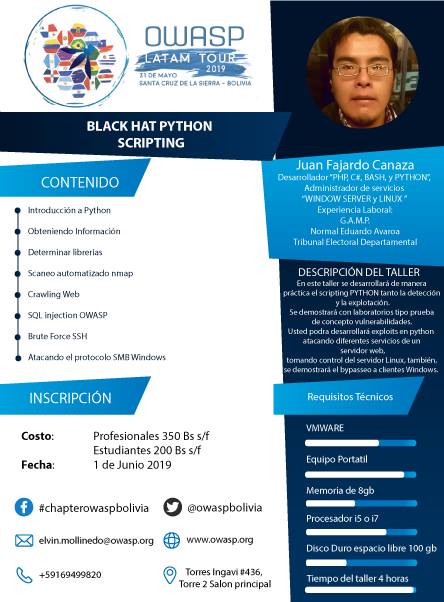 OWASP
LATAM TOUR
2019
31 DE MAYO
SANTA CRUZ DE LA SIERRA – BOLIVIA
BLACK HAT PYTHON
SCRIPTING
Juan Fajardo Canaza
Desarrollador "PHP, C#, BASH, y PYTHON",
Administrador de servicios
"WINDOW SERVER y LINUX "
Experiencia Laboral:
G.A.M.P.
Normal Eduardo Avaroa
Tribunal Electoral Departamental
CONTENIDO
Introducción a Python
Obteniendo Información
Determinar librerias
Scaneo automatizado nmap
Crawling Web
SQL injection OWASP
Brute Force SSH
Atacando el protocolo SMB Windows
DESCRIPCIÓN DEL TALLER
En este taller se desarrollará de manera
práctica el scripting PYTHON tanto la detección
y la explotación.
Se demostrará con laboratorios tipo prueba
de concepto vulnerabilidades.
Usted podra desarrollará exploits en python
atacando diferentes servicios de un
servidor web,
tomando control del servidor Linux, también,
se demostrará el bypasseo a clientes Windows.
INSCRIPCIÓN
Costo: Profesionales 350 Bs s/f
Estudiantes 200 Bs s/f
Fecha: 1 de Junio 2019
#chapterowaspbolivia
@owaspbolivia
elvin.mollinedo@owasp.org
www.owasp.org
+59169499820
Torres Ingavi #436,
Torre 2 Salon principal
Requisitos Técnicos
VMWARE
Equipo Portatil
Memoria de 8gb
Procesador i5 o i7
Disco Duro espacio libre 100 gb
Tiempo del taller 4 horas